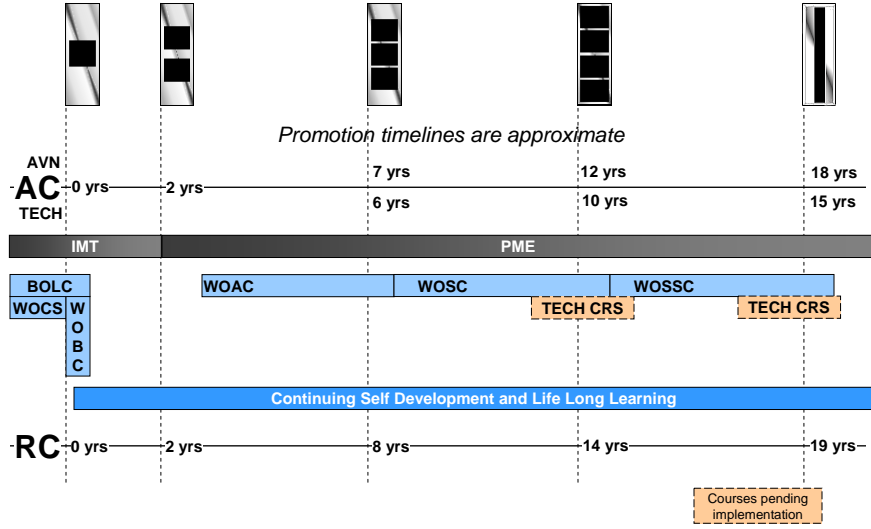 Promotion timelines are approximate
AVN
AC
TECH
0 yrs
2 yrs
7 yrs
6 yrs
12 yrs
10 yrs
18 yrs
15 yrs
IMT
PME
BOLC
WOCS
W
O
B
C
WOAC
WOSC
WOSSC
TECH CRS
TECH CRS
Continuing Self Development and Life Long Learning
RC
0 yrs
2 yrs
8 yrs
14 yrs
19 yrs
Courses pending
implementation